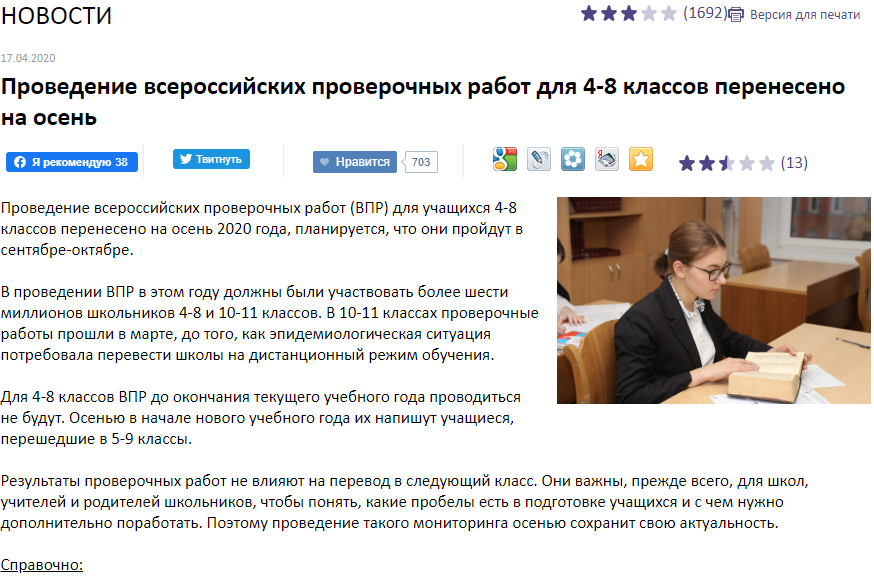 НОВОСТИ
(1692) Версия для печати
17.04.2020
Проведение всероссийских проверочных работ для 4-8 классов перенесено
на осень
Я рекомендую 38
Твитнуть
Нравится 703
(13)
Проведение всероссийских проверочных работ (ВПР) для учащихся 4-8
классов перенесено на осень 2020 года, планируется, что они пройдут в
сентябре-октябре.
В проведении ВПР в этом году должны были участвовать более шести
миллионов школьников 4-8 и 10-11 классов. В 10-11 классах проверочные
работы прошли в марте, до того, как эпидемиологическая ситуация
потребовала перевести школы на дистанционный режим обучения.
Для 4-8 классов ВПР до окончания текущего учебного года проводиться
не будут. Осенью в начале нового учебного года их напишут учащиеся,
перешедшие в 5-9 классы.
Результаты проверочных работ не влияют на перевод в следующий класс. Они важны, прежде всего, для школ,
учителей и родителей школьников, чтобы понять, какие пробелы есть в подготовке учащихся и с чем нужно
дополнительно поработать. Поэтому проведение такого мониторинга осенью сохранит свою актуальность.
Справочно: